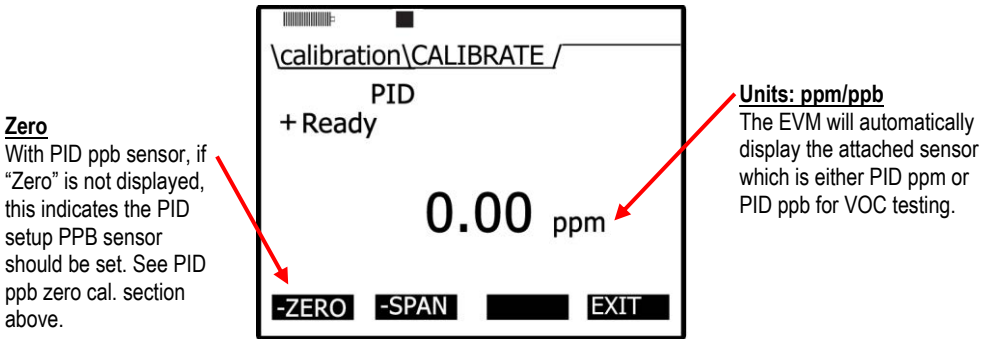 \calibration\CALIBRATE /
PID
+Ready
0.00 ppm
-ZERO -SPAN EXIT
Zero
With PID ppb sensor, if
“Zero” is not displayed,
this indicates the PID
setup PPB sensor
should be set. See PID
ppb zero cal. section
above.
Units: ppm/ppb
The EVM will automatically
display the attached sensor
which is either PID ppm or
PID ppb for VOC testing.